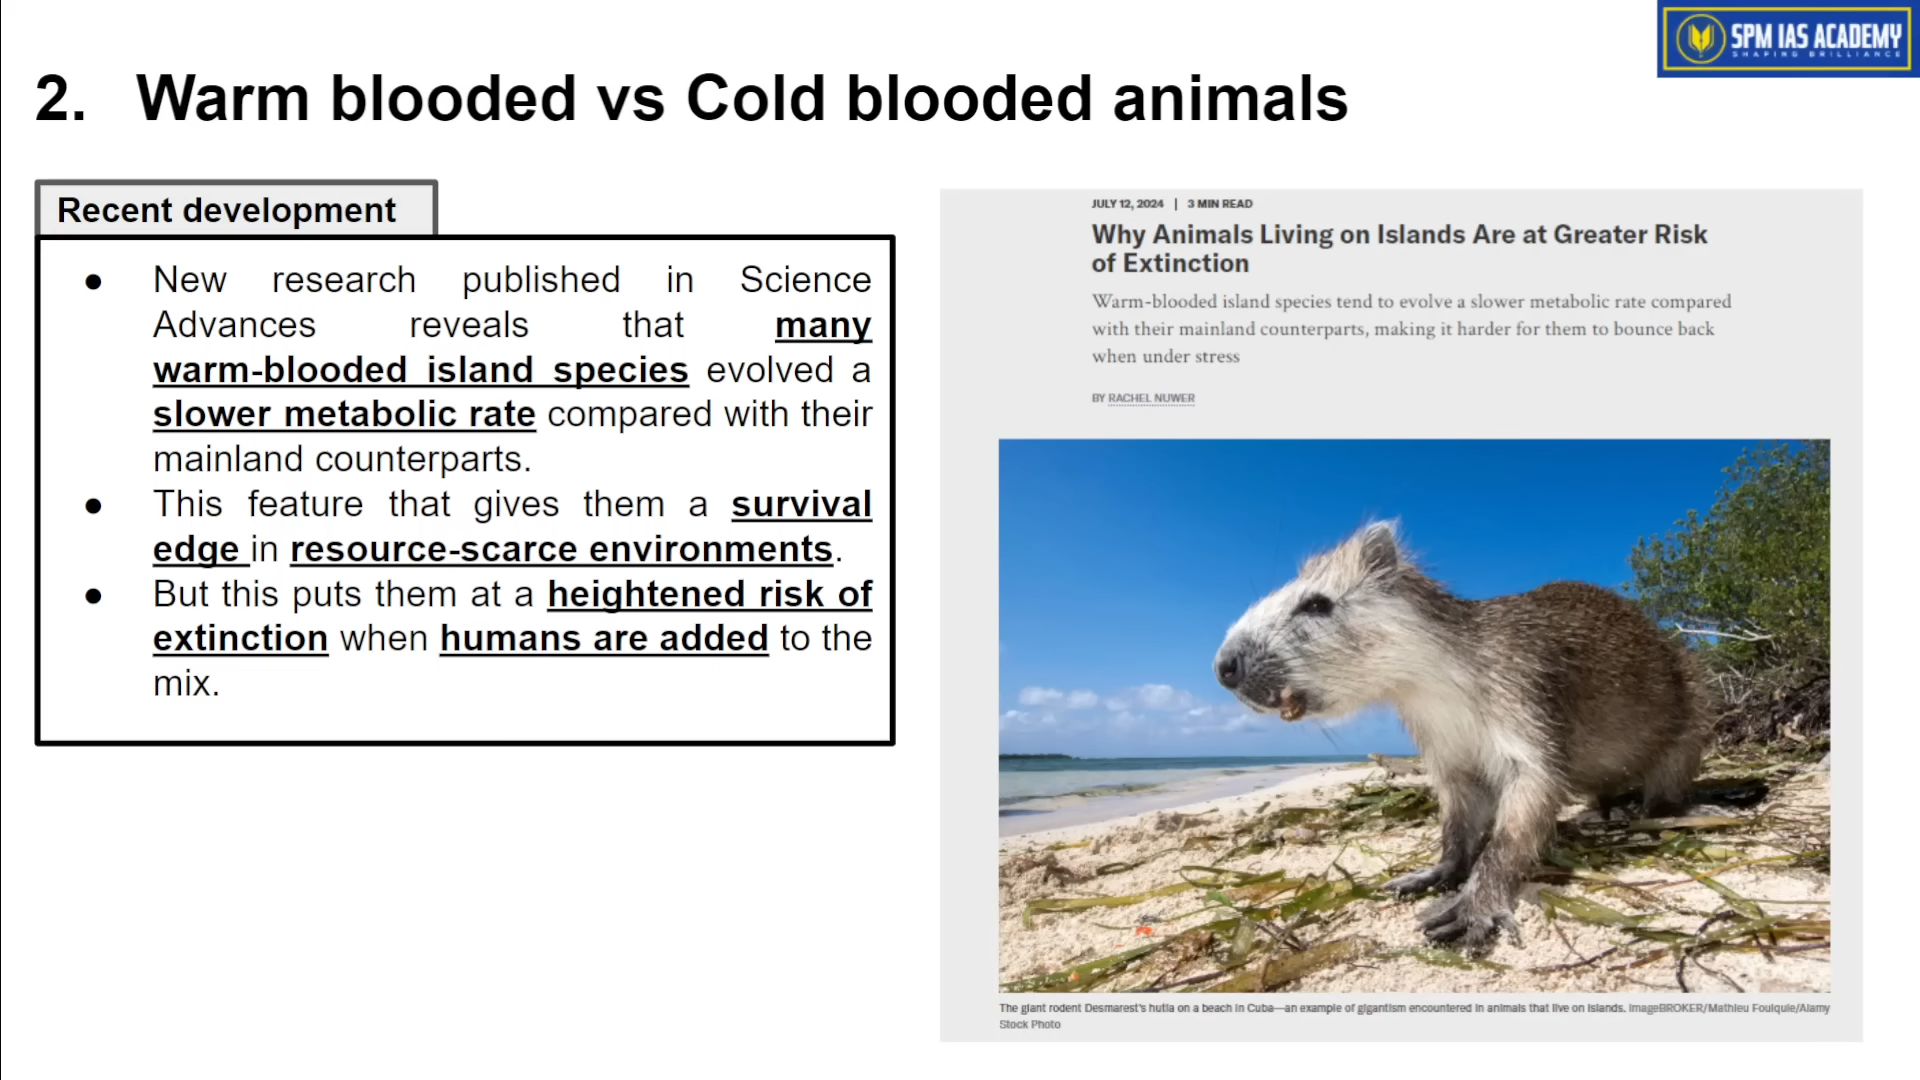 SPM IAS ACADEMY
SHAPING BRILLIANCE
2. Warm blooded vs Cold blooded animals
Recent development
● New research published in Science
Advances reveals that many
warm-blooded island species evolved a
slower metabolic rate compared with their
mainland counterparts.
● This feature that gives them a survival
edge in resource-scarce environments.
● But this puts them at a heightened risk of
extinction when humans are added to the
mix.
JULY 12, 2024 | 3 MIN READ
Why Animals Living on Islands Are at Greater Risk
of Extinction
Warm-blooded island species tend to evolve a slower metabolic rate compared
with their mainland counterparts, making it harder for them to bounce back
when under stress
BY RACHEL NUWER
The giant rodent Desmarest's hutia on a beach in Cuba—an example of gigantism encountered in animals that live on islands. ImageBROKER/Mathieu Foulquie/Alamy
Stock Photo